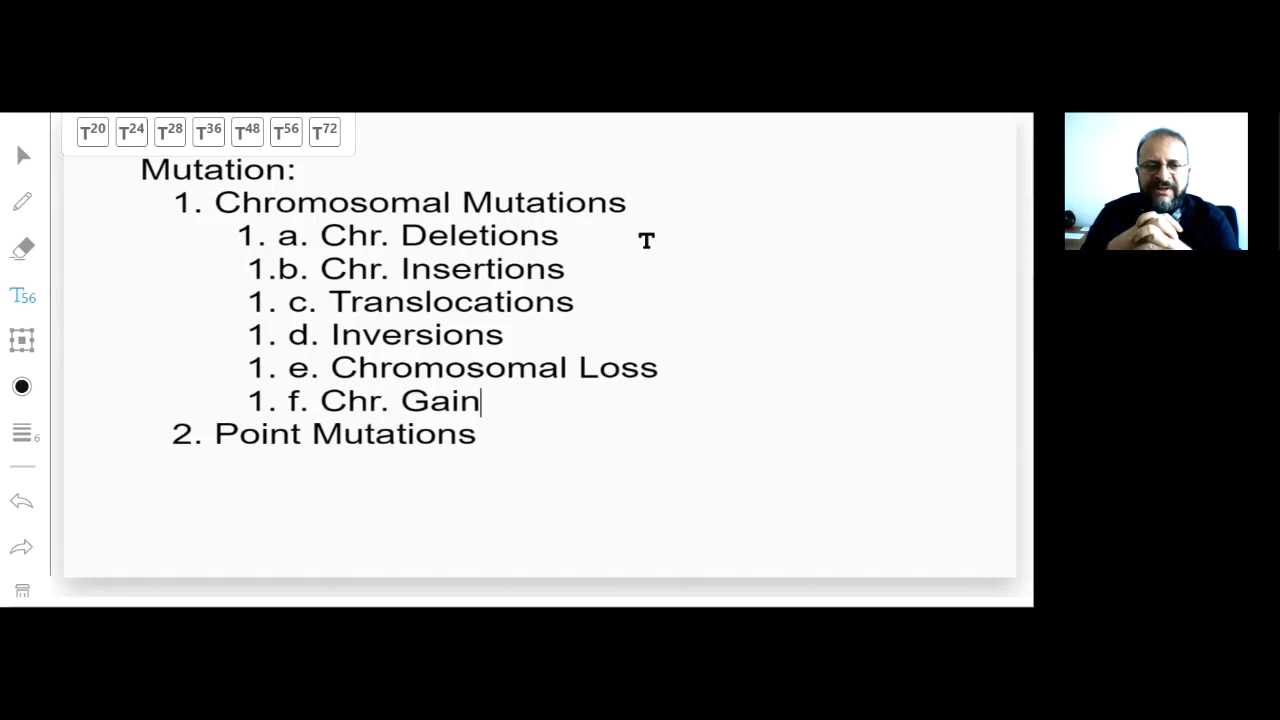 T20 T24 T28 T36 T48 T56 T72
Mutation:
1. Chromosomal Mutations
1. a. Chr. Deletions
1.b. Chr. Insertions
1. c. Translocations
1. d. Inversions
1. e. Chromosomal Loss
1. f. Chr. Gain
2. Point Mutations
T56
6